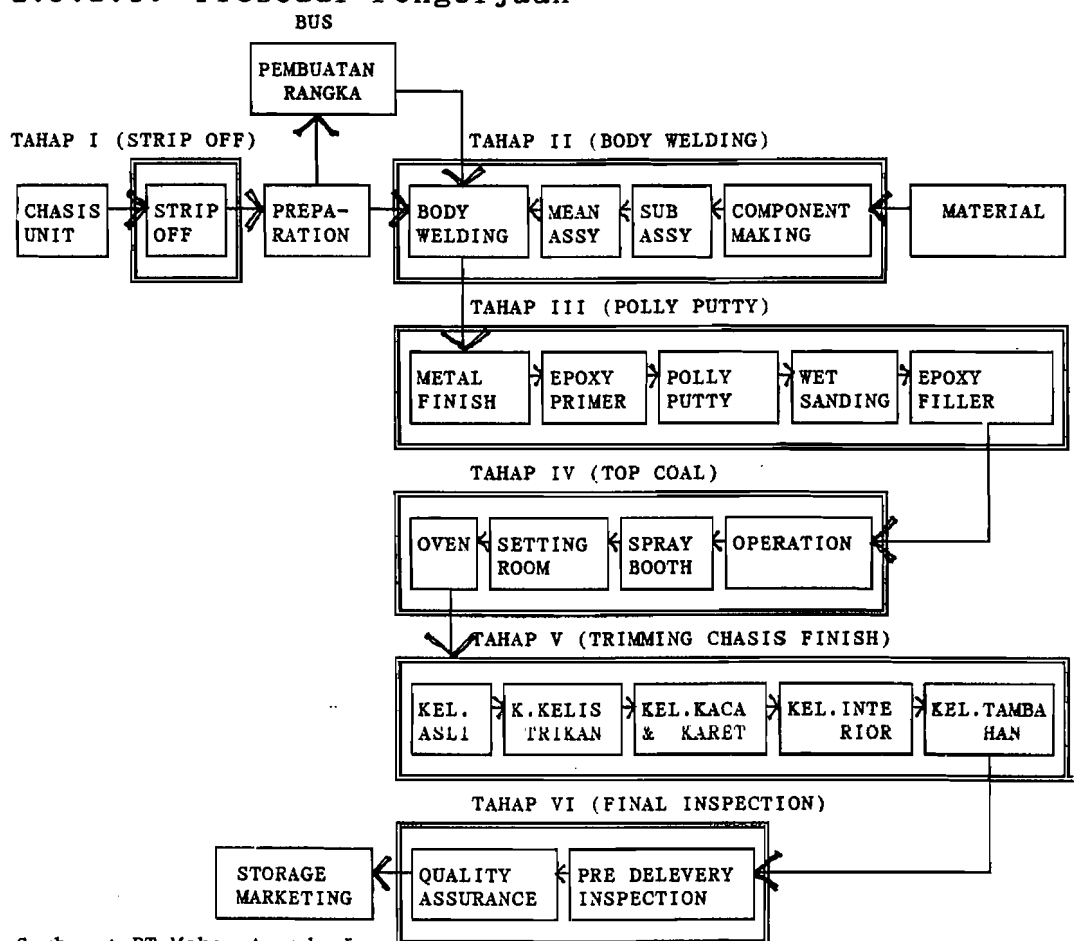 Pengerjaan
BUS
PEMBUATAN
RANGKA
TAHAP I (STRIP OFF)
TAHAP II (BODY WELDING)
CHASIS
UNIT
STRIP
OFF
PREPA-
RATION
BODY
WELDING
MEAN
ASSY
SUB
ASSY
COMPONENT
MAKING
MATERIAL
TAHAP III (POLLY PUTTY)
METAL
FINISH
EPOXY
PRIMER
POLLY
PUTTY
WET
SANDING
EPOXY
FILLER
TAHAP IV (TOP COAL)
OVEN
SETTING
ROOM
SPRAY
BOOTH
OPERATION
TAHAP V (TRIMMING CHASIS FINISH)
KEL.
ASLI
K.KELIS
TRIKAN
KEL.KACA
& KARET
KEL.INTE
RIOR
KEL.TAMBA
HAN
TAHAP VI (FINAL INSPECTION)
STORAGE
MARKETING
QUALITY
ASSURANCE
PRE DELEVERY
INSPECTION